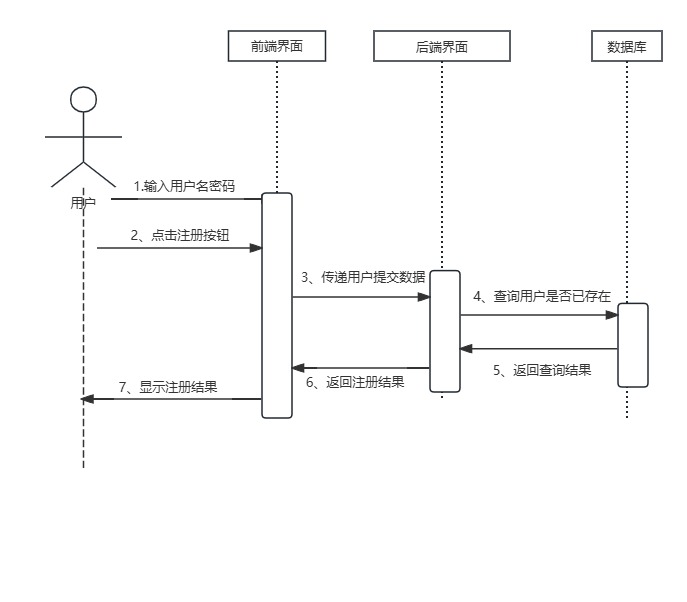 前端界面
后端界面
数据库
1.输入用户名密码
用户
2、点击注册按钮
3、传递用户提交数据
4、查询用户是否已存在
5、返回查询结果
6、返回注册结果
7、显示注册结果